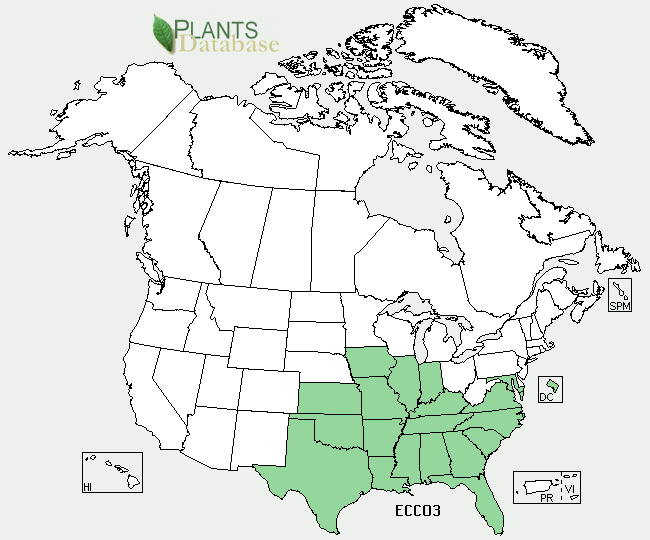 PLANTS
Database
SPM
DC
HI
PR
VI
ECCO3